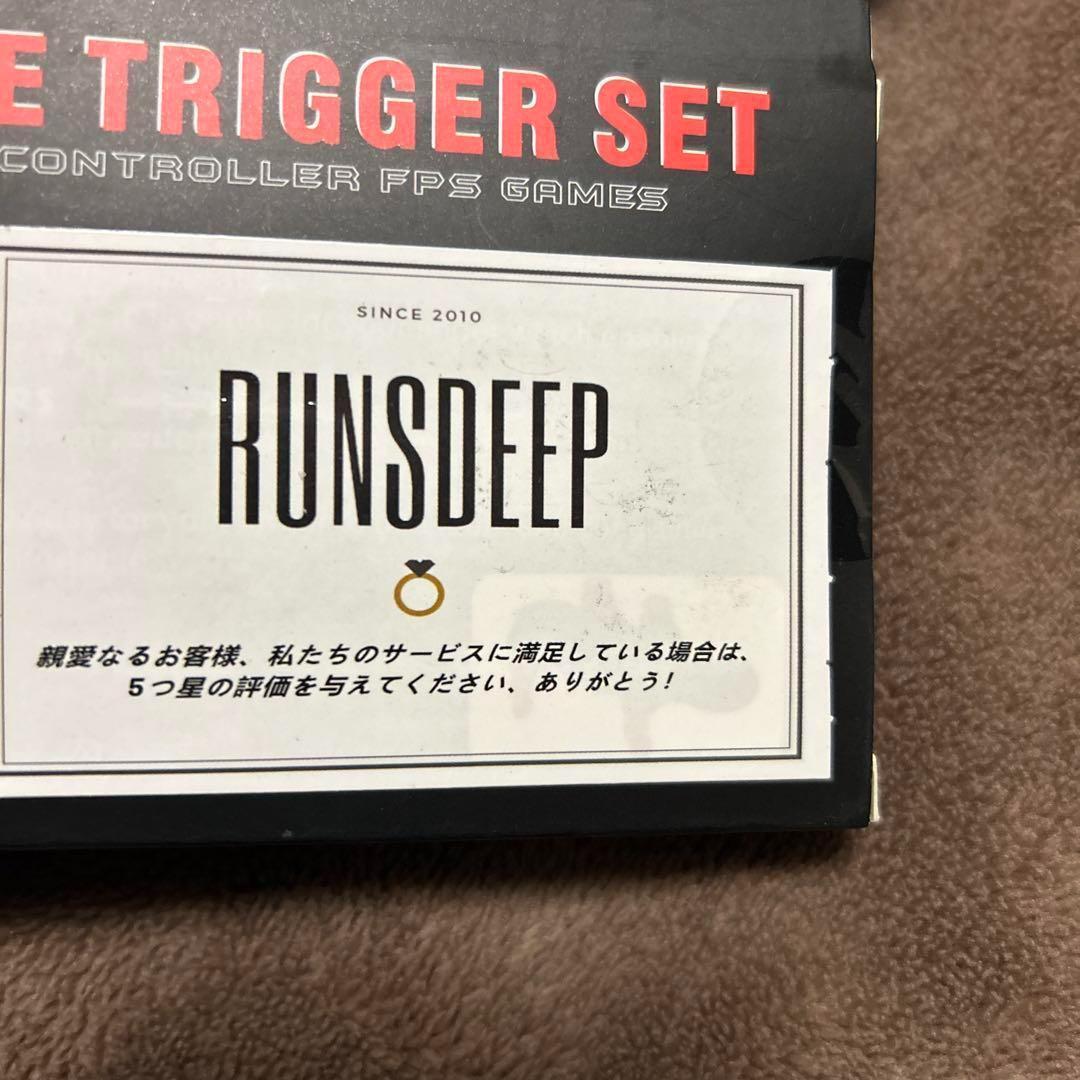 E TRIGGER SET
CONTROLLER FPS GAMES
SINCE 2010
RUNSDEEP
親愛なるお客様、私たちのサービスに満足している場合は、
5つ星の評価を与えてください、ありがとう!